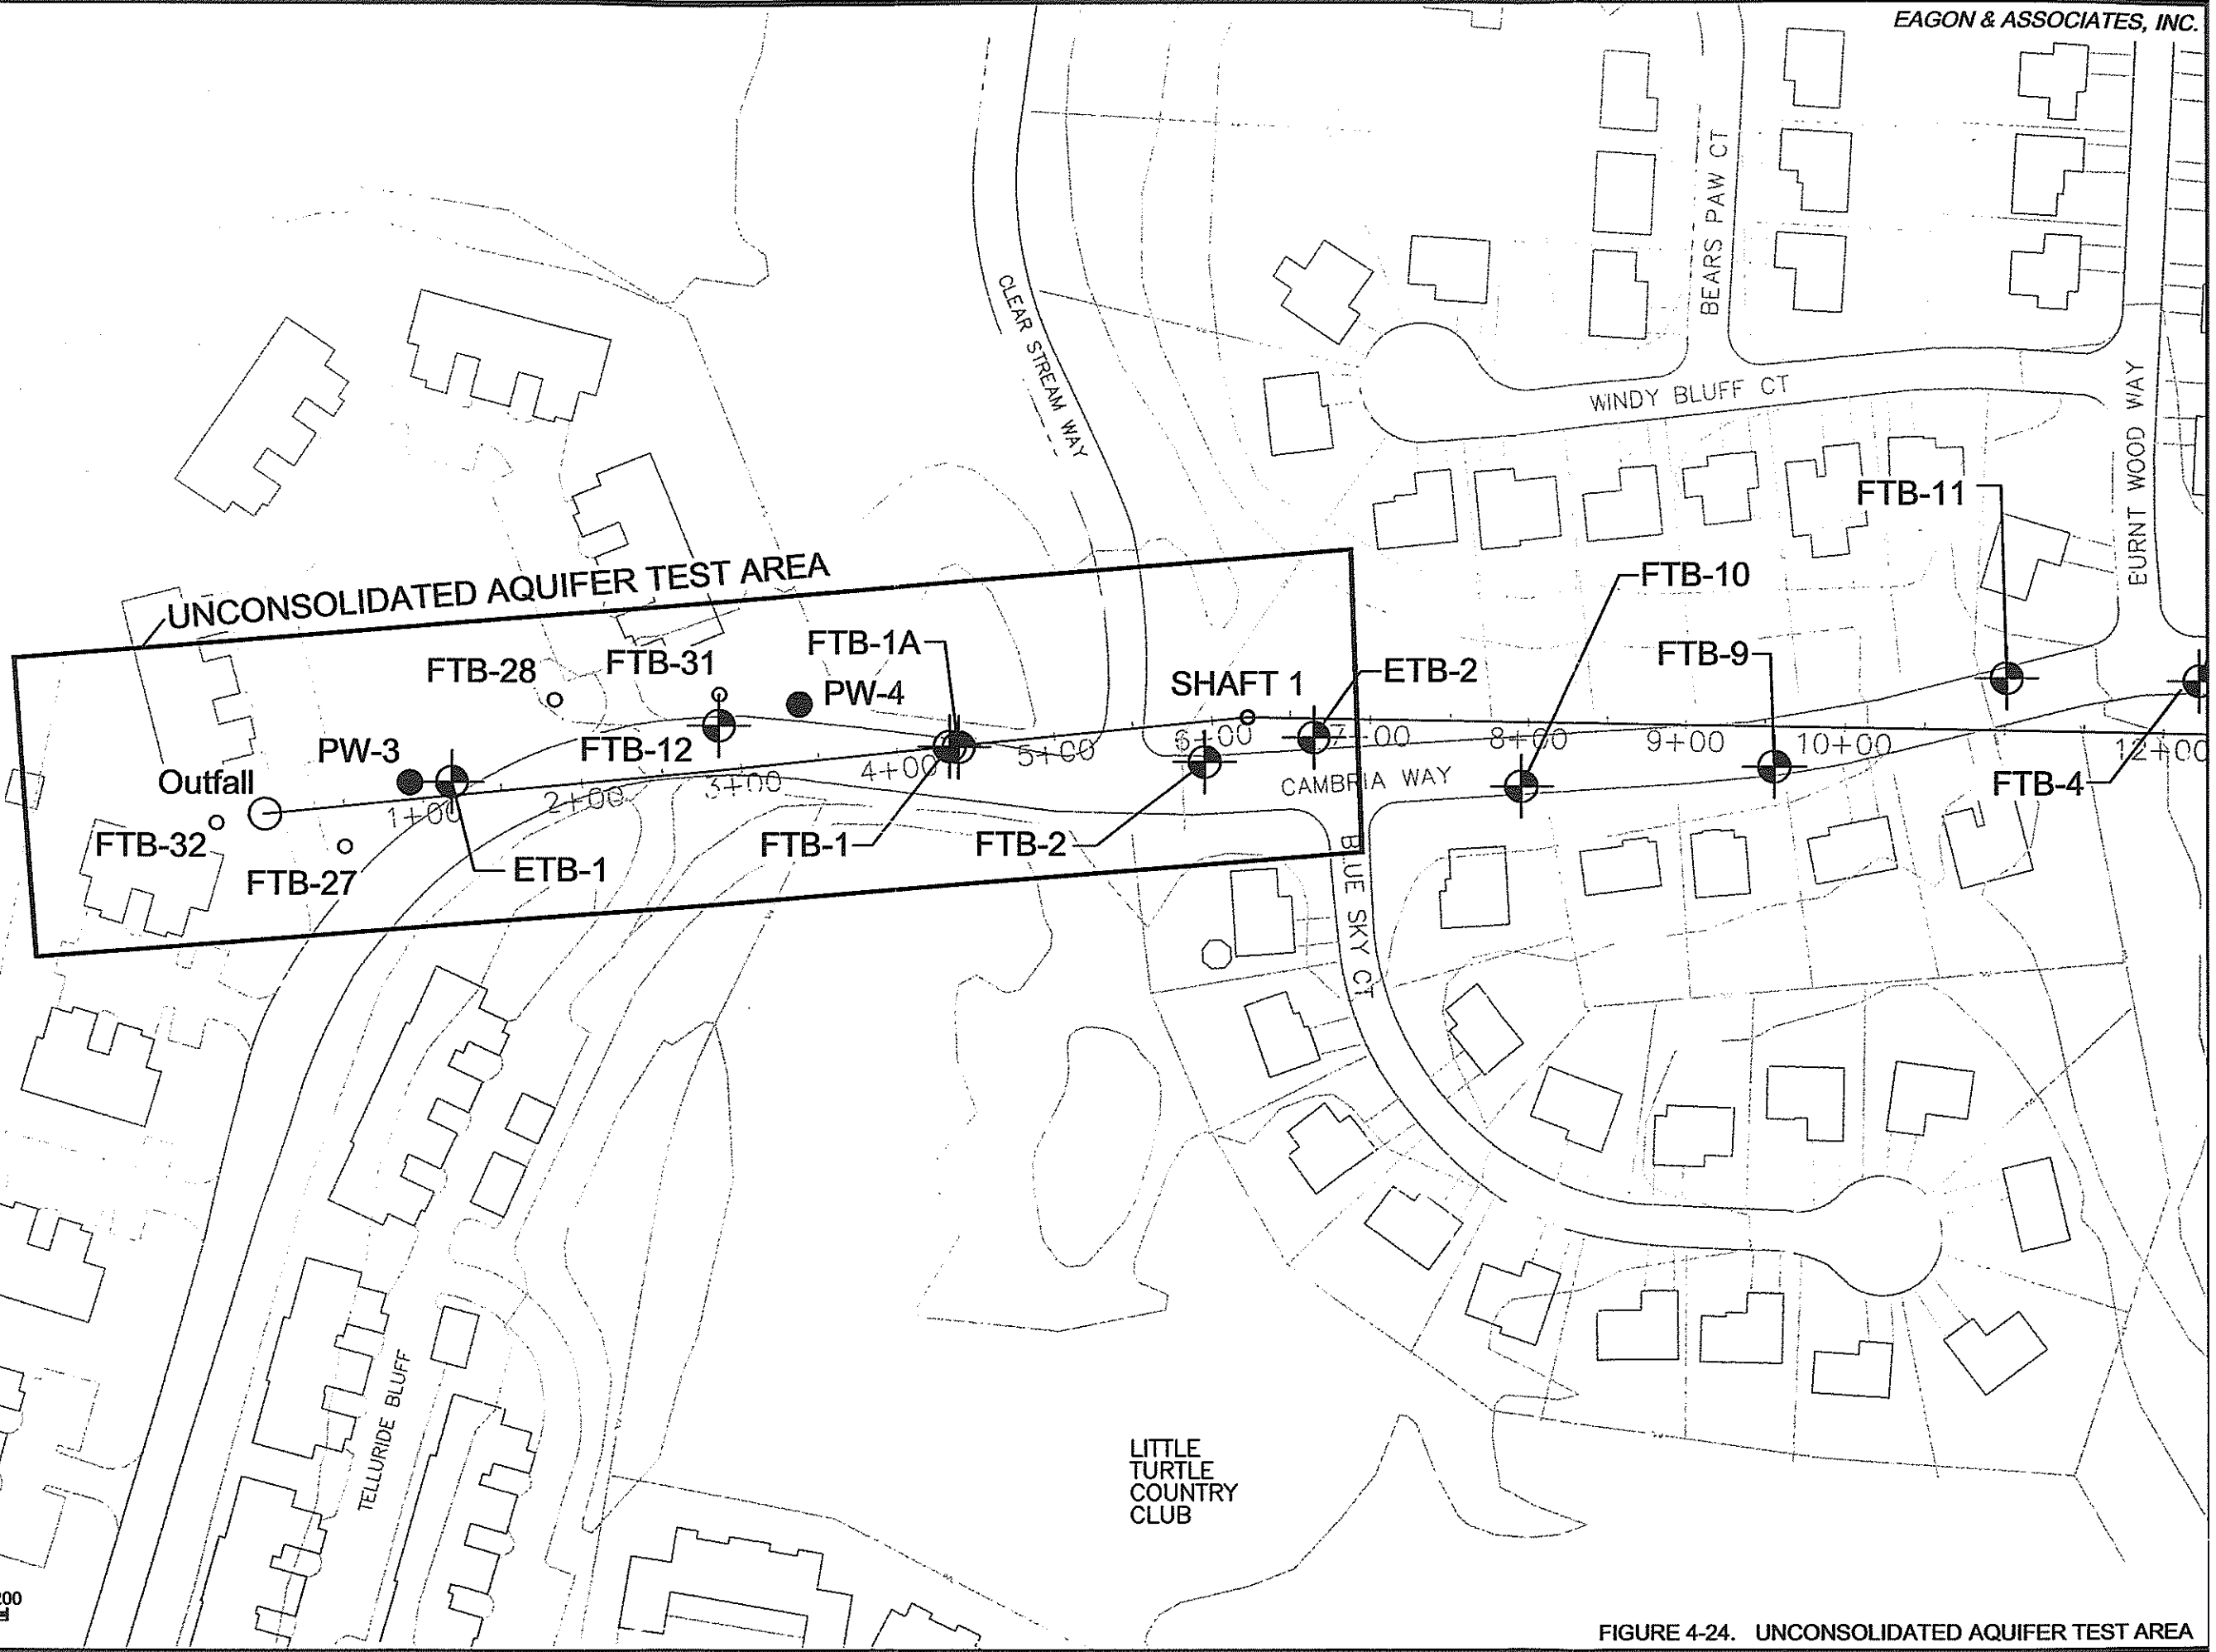 EAGON & ASSOCIATES, INC.
BEARS PAW CT
CLEAR STREAM WAY
WINDY BLUFF CT
EURNT WOOD WAY
FTB-11
UNCONSOLIDATED AQUIFER TEST AREA
FTB-10
FTB-1A
FTB-9
FTB-28
FTB-31
PW-4
SHAFT 1
ETB-2
PW-3
FTB-12
Outfall
1+00
2+00
3+00
4+00
5+00
6+00
7+00
8+00
9+00
10+00
12+00
CAMBRIA WAY
FTB-4
FTB-32
FTB-27
ETB-1
FTB-1
FTB-2
BLUE SKY CT
TELLURIDE BLUFF
LITTLE
TURTLE
COUNTRY
CLUB
FIGURE 4-24. UNCONSOLIDATED AQUIFER TEST AREA